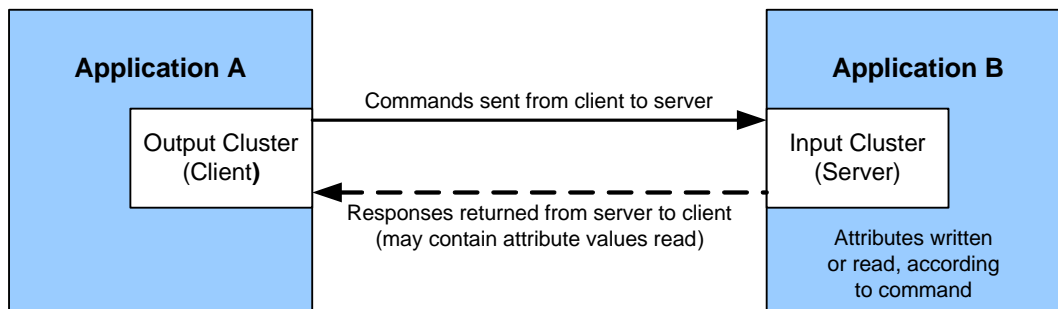 Application A
Output Cluster
(Client)
Commands sent from client to server
Responses returned from server to client
(may contain attribute values read)
Application B
Input Cluster
(Server)
Attributes written
or read, according
to command